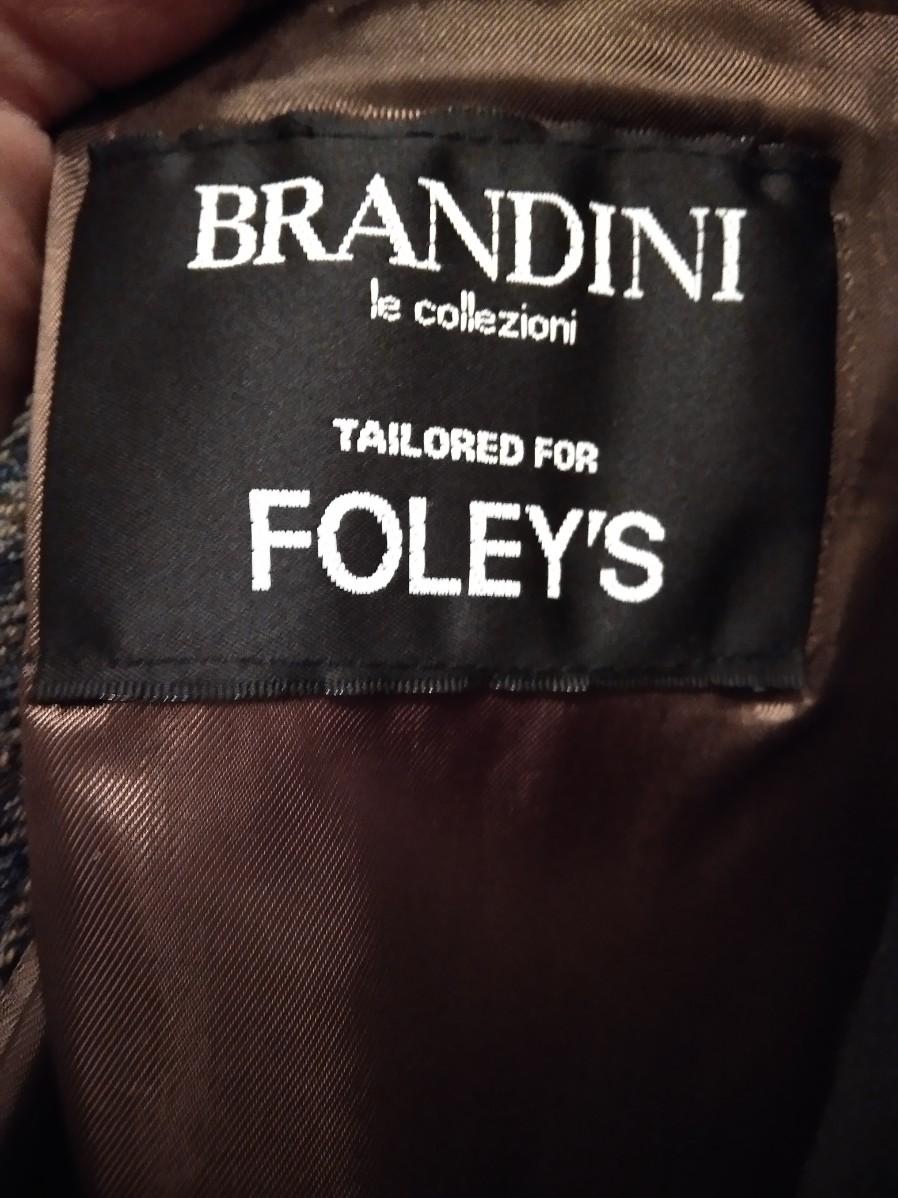 BRANDINI
le collezioni
TAILORED FOR
FOLEY'S